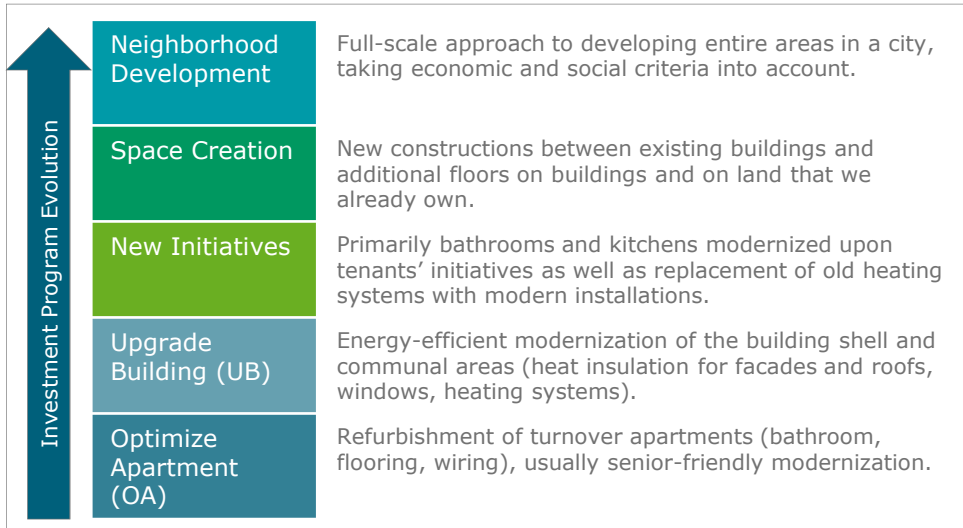 Investment Program Evolution
Neighborhood
Development
Full-scale approach to developing entire areas in a city,
taking economic and social criteria into account.
Space Creation
New constructions between existing buildings and
additional floors on buildings and on land that we
already own.
New Initiatives
Primarily bathrooms and kitchens modernized upon
tenants’ initiatives as well as replacement of old heating
systems with modern installations.
Upgrade
Building (UB)
Energy-efficient modernization of the building shell and
communal areas (heat insulation for facades and roofs,
windows, heating systems).
Optimize
Apartment
(OA)
Refurbishment of turnover apartments (bathroom,
flooring, wiring), usually senior-friendly modernization.